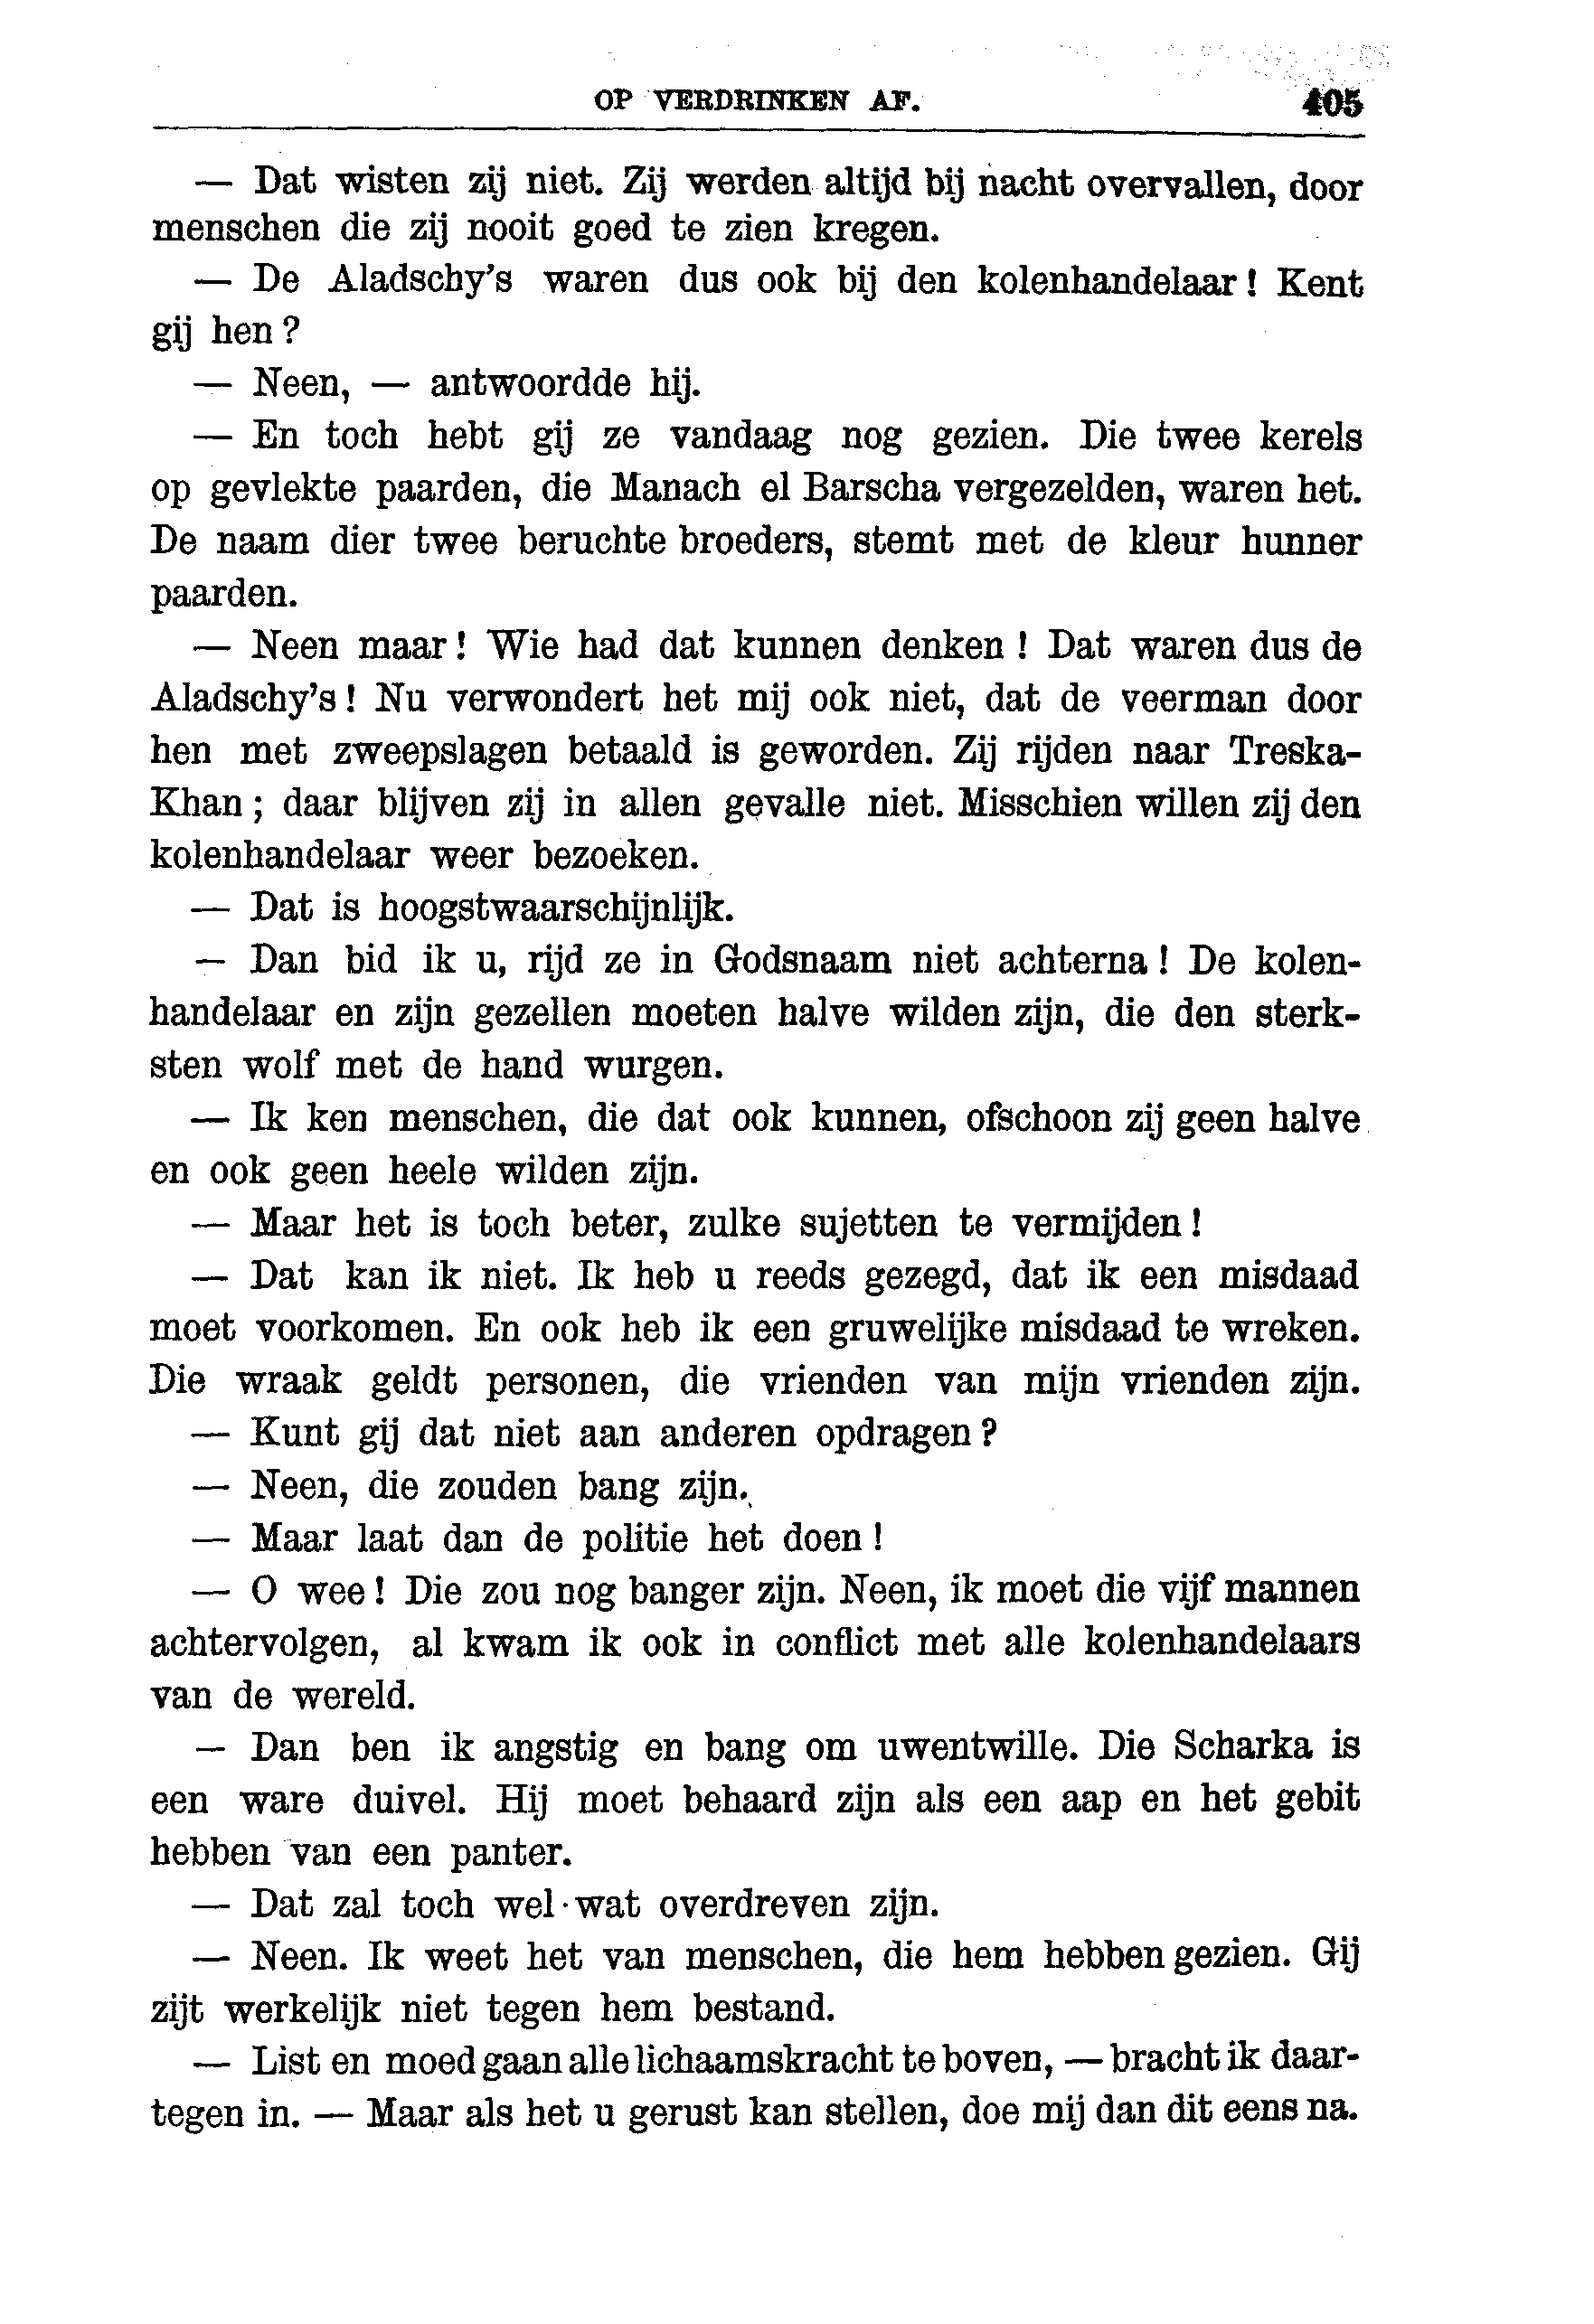 OP VERDRINKEN AF. 405
— Dat wisten zij niet. Zij werden altijd bij nacht overvallen, door
menschen die zij nooit goed te zien kregen.
— De Aladschy's waren dus ook bij den kolenhandelaar! Kent
gij hen?
— Neen, — antwoordde hij.
— En toch hebt gij ze vandaag nog gezien. Die twee kerels
op gevlekte paarden, die Manach el Barscha vergezelden, waren het.
De naam dier twee beruchte broeders, stemt met de kleur hunner
paarden.
— Neen maar! Wie had dat kunnen denken! Dat waren dus de
Aladschy's! Nu verwondert het mij ook niet, dat de veerman door
hen met zweepslagen betaald is geworden. Zij rijden naar Treska-
Khan; daar blijven zij in allen gevalle niet. Misschien willen zij den
kolenhandelaar weer bezoeken.
— Dat is hoogstwaarschijnlijk.
— Dan bid ik u, rijd ze in Godsnaam niet achterna! De kolen-
handelaar en zijn gezellen moeten halve wilden zijn, die den sterk-
sten wolf met de hand wurgen.
— Ik ken menschen, die dat ook kunnen, ofschoon zij geen halve
en ook geen heele wilden zijn.
— Maar het is toch beter, zulke sujetten te vermijden!
— Dat kan ik niet. Ik heb u reeds gezegd, dat ik een misdaad
moet voorkomen. En ook heb ik een gruwelijke misdaad te wreken.
Die wraak geldt personen, die vrienden van mijn vrienden zijn.
— Kunt gij dat niet aan anderen opdragen?
— Neen, die zouden bang zijn.
— Maar laat dan de politie het doen!
— O wee! Die zou nog banger zijn. Neen, ik moet die vijf mannen
achtervolgen, al kwam ik ook in conflict met alle kolenhandelaars
van de wereld.
— Dan ben ik angstig en bang om uwentwille. Die Scharka is
een ware duivel. Hij moet behaard zijn als een aap en het gebit
hebben van een panter.
— Dat zal toch wel wat overdreven zijn.
— Neen. Ik weet het van menschen, die hem hebben gezien. Gij
zijt werkelijk niet tegen hem bestand.
— List en moed gaan alle lichaamskracht te boven, — bracht ik daar-
tegen in. — Maar als het u gerust kan stellen, doe mij dan dit eens na.